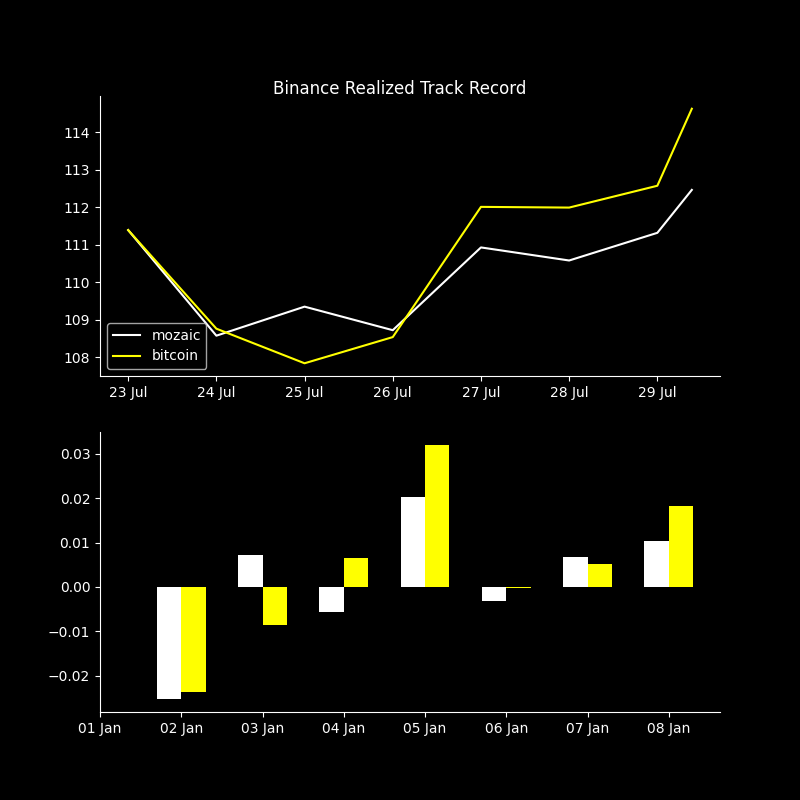 Binance Realized Track Record
114
113
112
111
110
109
108
mozaic
bitcoin
23 Jul 24 Jul 25 Jul 26 Jul 27 Jul 28 Jul 29 Jul
0.03
0.02
0.01
0.00
−0.01
−0.02
01 Jan 02 Jan 03 Jan 04 Jan 05 Jan 06 Jan 07 Jan 08 Jan